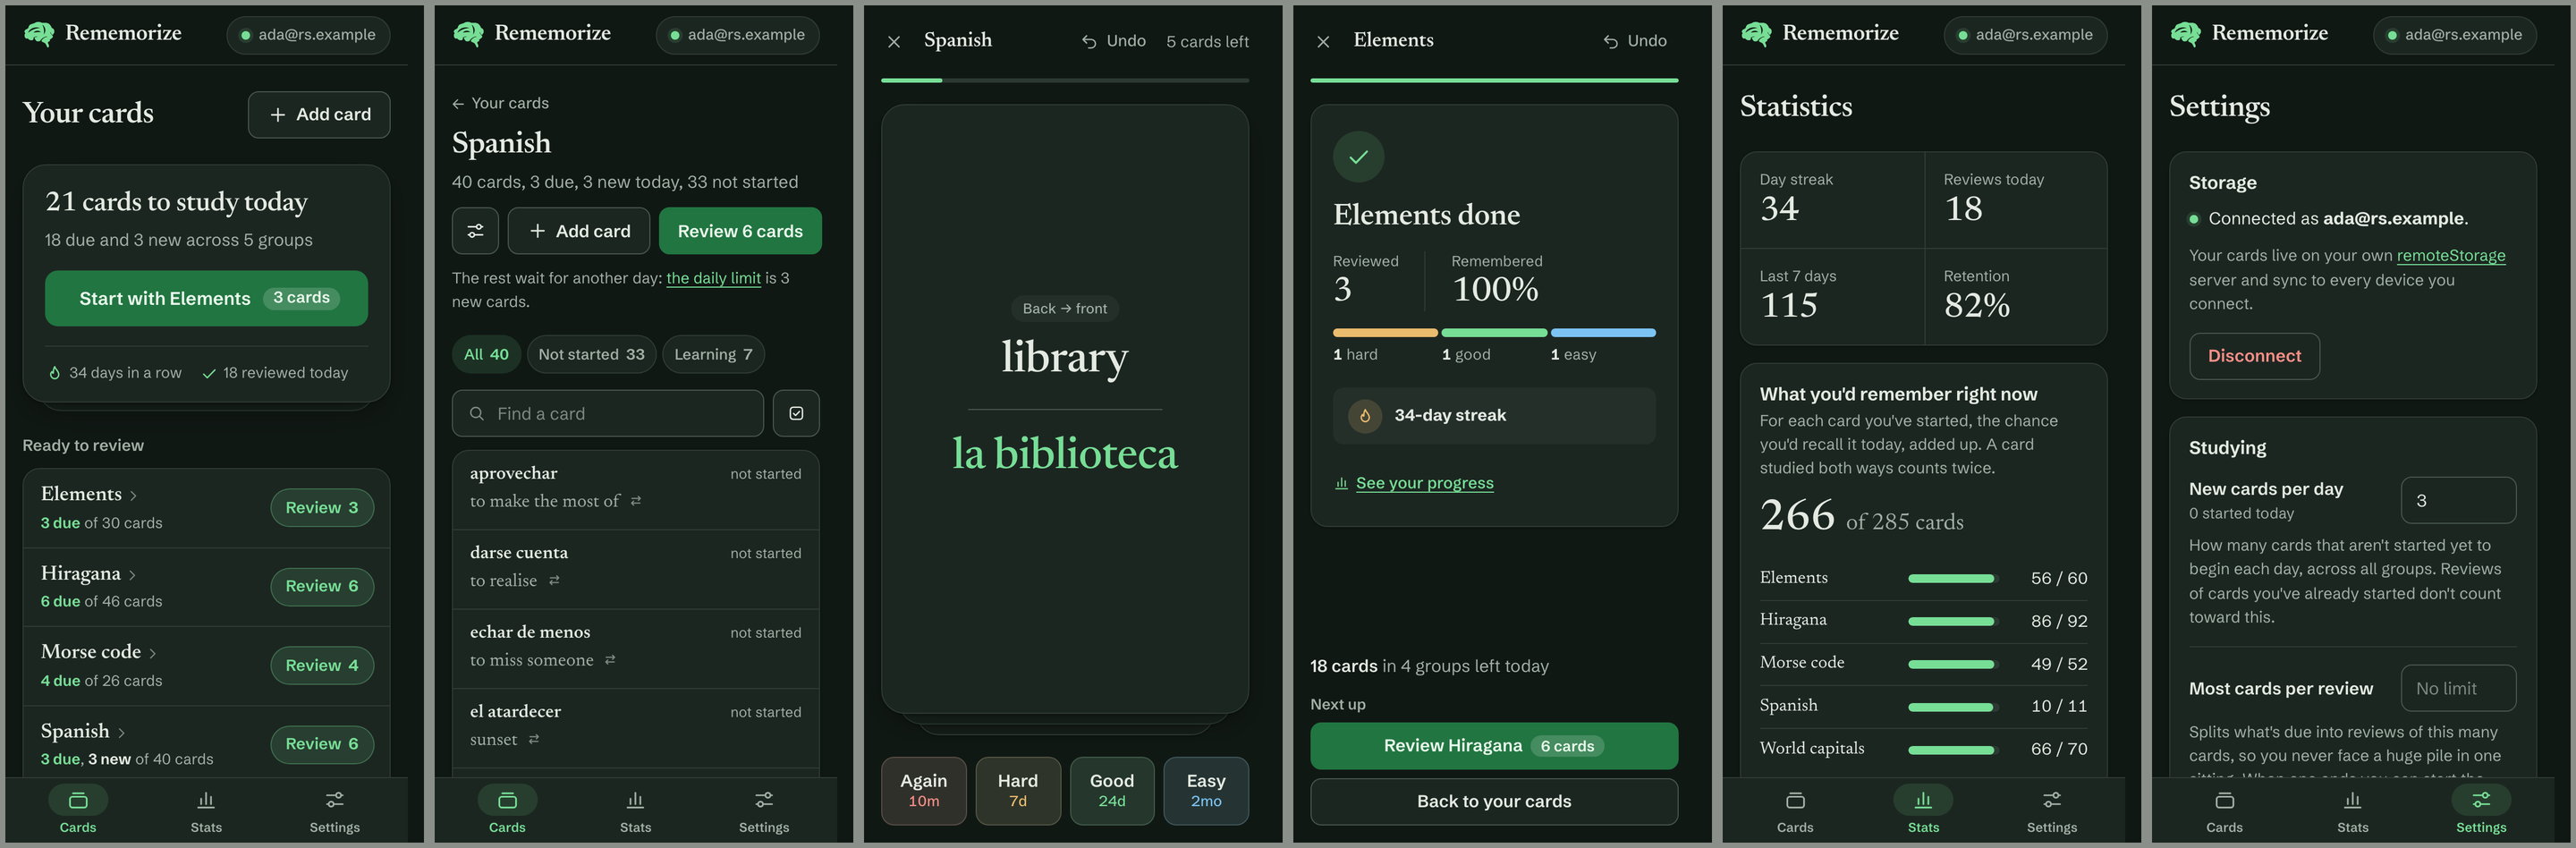 Rememorize
ada@rs.example
Your cards
+ Add card
21 cards to study today
18 due and 3 new across 5 groups
Start with Elements 3 cards
34 days in a row 18 reviewed today
Ready to review
Elements >
3 due of 30 cards
Review 3
Hiragana >
6 due of 46 cards
Review 6
Morse code >
4 due of 26 cards
Review 4
Spanish >
3 due, 3 new of 40 cards
Review 6
Cards Stats Settings
Rememorize
ada@rs.example
← Your cards
Spanish
40 cards, 3 due, 3 new today, 33 not started
+ Add card
Review 6 cards
The rest wait for another day: the daily limit is 3
new cards.
All 40 Not started 33 Learning 7
Find a card
aprovechar not started
to make the most of ⇄
darse cuenta not started
to realise ⇄
echar de menos not started
to miss someone ⇄
el atardecer not started
sunset ⇄
Cards Stats Settings
× Spanish Undo 5 cards left
Back → front
library
la biblioteca
Again Hard Good Easy
10m 7d 24d 2mo
× Elements Undo
Elements done
Reviewed Remembered
3 100%
1 hard 1 good 1 easy
34-day streak
See your progress
18 cards in 4 groups left today
Next up
Review Hiragana 6 cards
Back to your cards
Rememorize
ada@rs.example
Statistics
Day streak Reviews today
34 18
Last 7 days Retention
115 82%
What you'd remember right now
For each card you've started, the chance
you'd recall it today, added up. A card
studied both ways counts twice.
266 of 285 cards
Elements 56 / 60
Hiragana 86 / 92
Morse code 49 / 52
Spanish 10 / 11
World capitals 66 / 70
Cards Stats Settings
Rememorize
ada@rs.example
Settings
Storage
Connected as ada@rs.example.
Your cards live on your own remoteStorage
server and sync to every device you
connect.
Disconnect
Studying
New cards per day 3
0 started today
How many cards that aren't started yet to
begin each day, across all groups. Reviews
of cards you've already started don't count
toward this.
Most cards per review No limit
Splits what's due into reviews of this many
cards, so you never face a huge pile in one
Cards Stats Settings